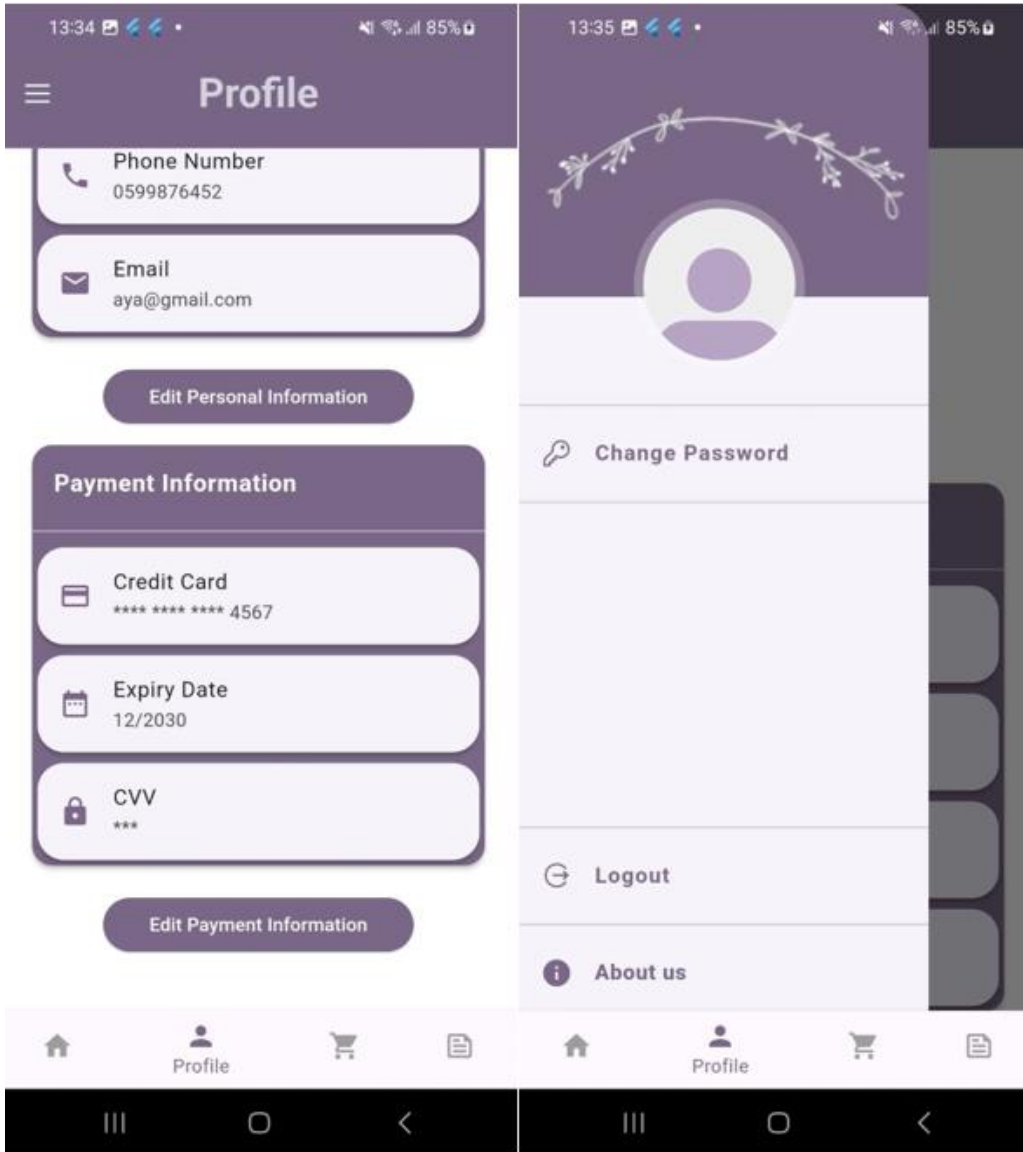 13:34
85%
Profile
Phone Number
0599876452
Email
aya@gmail.com
Edit Personal Information
Payment Information
Credit Card
**** **** **** 4567
Expiry Date
12/2030
CVV
***
Edit Payment Information
Profile
13:35
85%
Change Password
Logout
About us
Profile